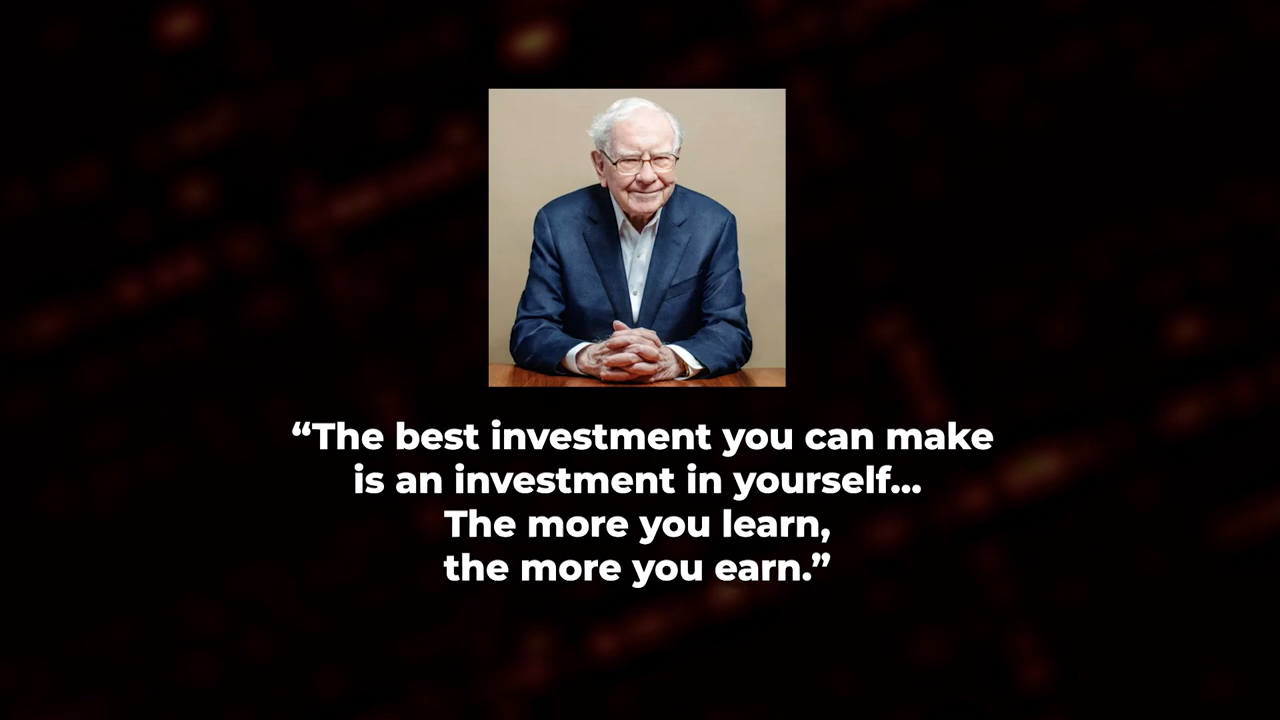 “The best investment you can make
is an investment in yourself...
The more you learn,
the more you earn.”